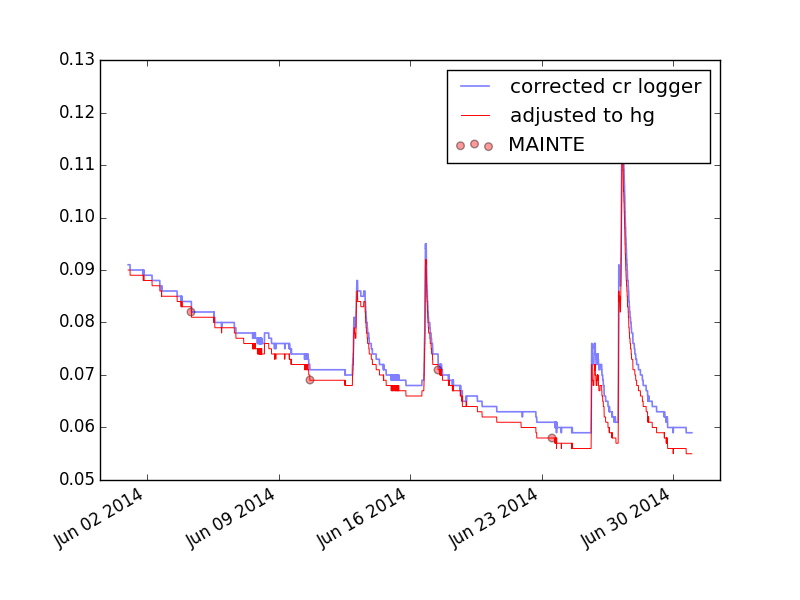 0.13
0.12
0.11
0.10
0.09
0.08
0.07
0.06
0.05
corrected cr logger
adjusted to hg
MAINTE
Jun 02 2014
Jun 09 2014
Jun 16 2014
Jun 23 2014
Jun 30 2014